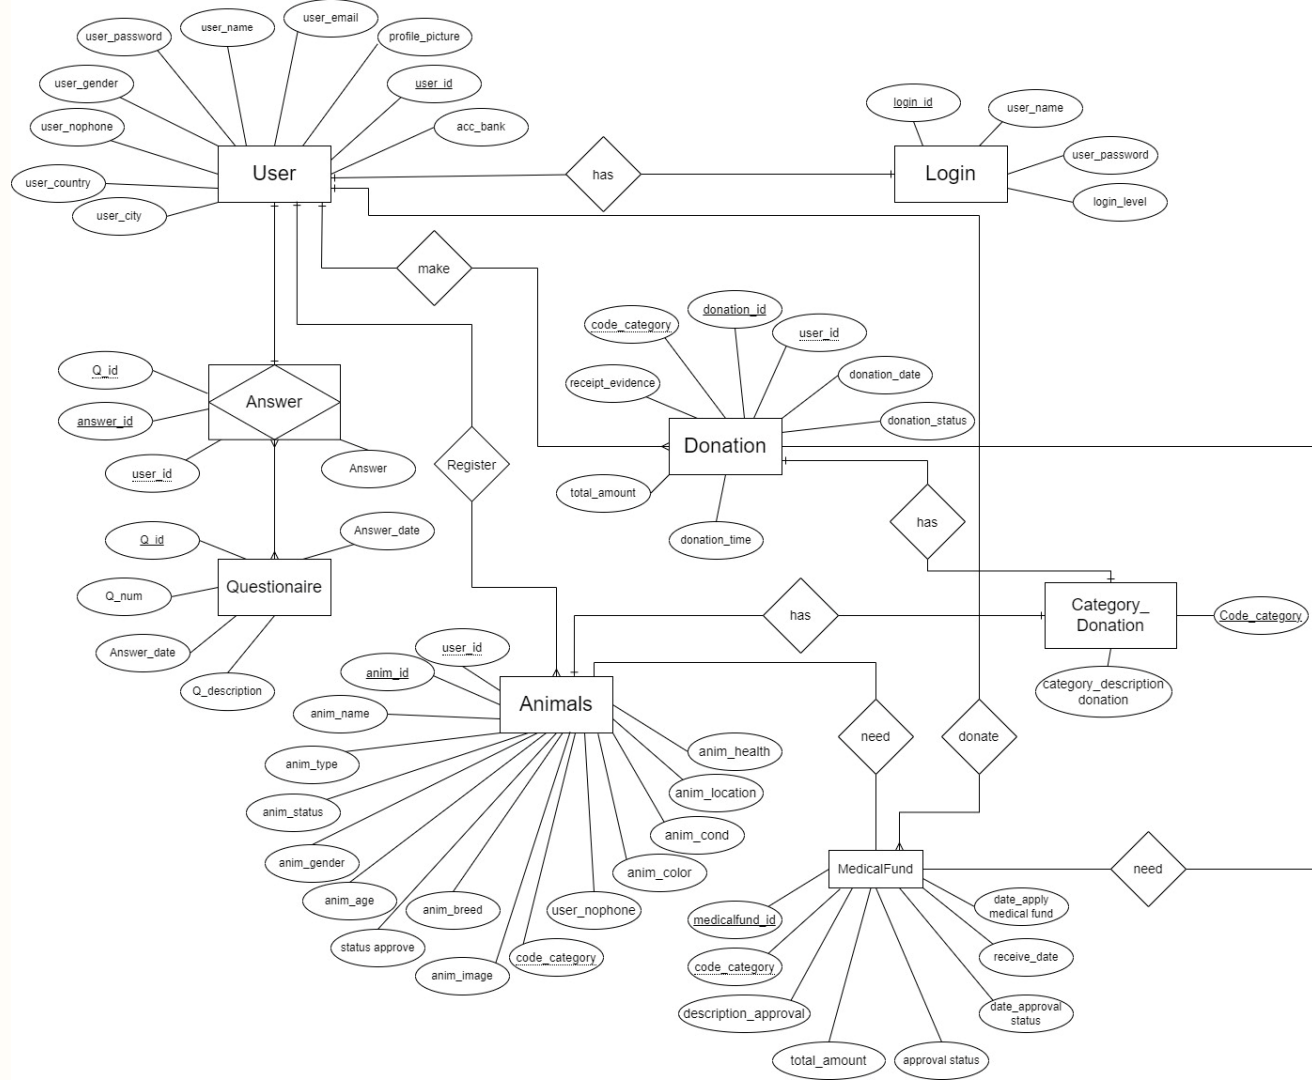 user_email
user_name
user_password
profile_picture
user_gender
user_id
user_nophone
acc_bank
user_country
user_city
User
has
login_id
user_name
user_password
login_level
Login
make
code_category
donation_id
user_id
receipt_evidence
donation_date
donation_status
Donation
total_amount
donation_time
has
Q_id
answer_id
user_id
Answer
Answer
Register
Q_id
Answer_date
Questionaire
Q_num
Answer_date
Q_description
has
Category_
Donation
Code_category
category_description
donation
user_id
anim_id
anim_name
Animals
anim_type
anim_status
anim_gender
anim_age
status approve
anim_breed
anim_image
code_category
user_nophone
anim_color
anim_cond
anim_location
anim_health
need
donate
MedicalFund
need
medicalfund_id
code_category
description_approval
total_amount
approval status
date_approval
status
receive_date
date_apply
medical fund